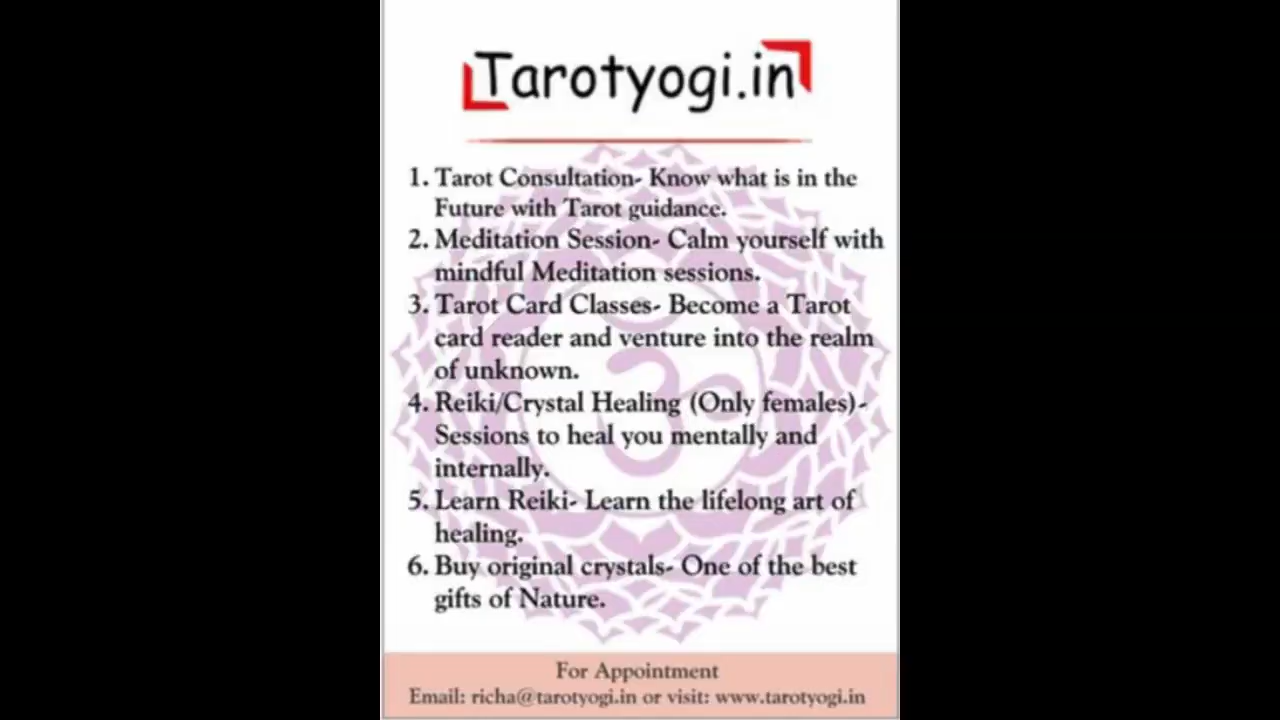 Tarotyogi.in
1. Tarot Consultation- Know what is in the
Future with Tarot guidance.
2. Meditation Session- Calm yourself with
mindful Meditation sessions.
3. Tarot Card Classes- Become a Tarot
card reader and venture into the realm
of unknown.
4. Reiki/Crystal Healing (Only females)-
Sessions to heal you mentally and
internally.
5. Learn Reiki- Learn the lifelong art of
healing.
6. Buy original crystals- One of the best
gifts of Nature.
For Appointment
Email: richa@tarotyogi.in or visit: www.tarotyogi.in